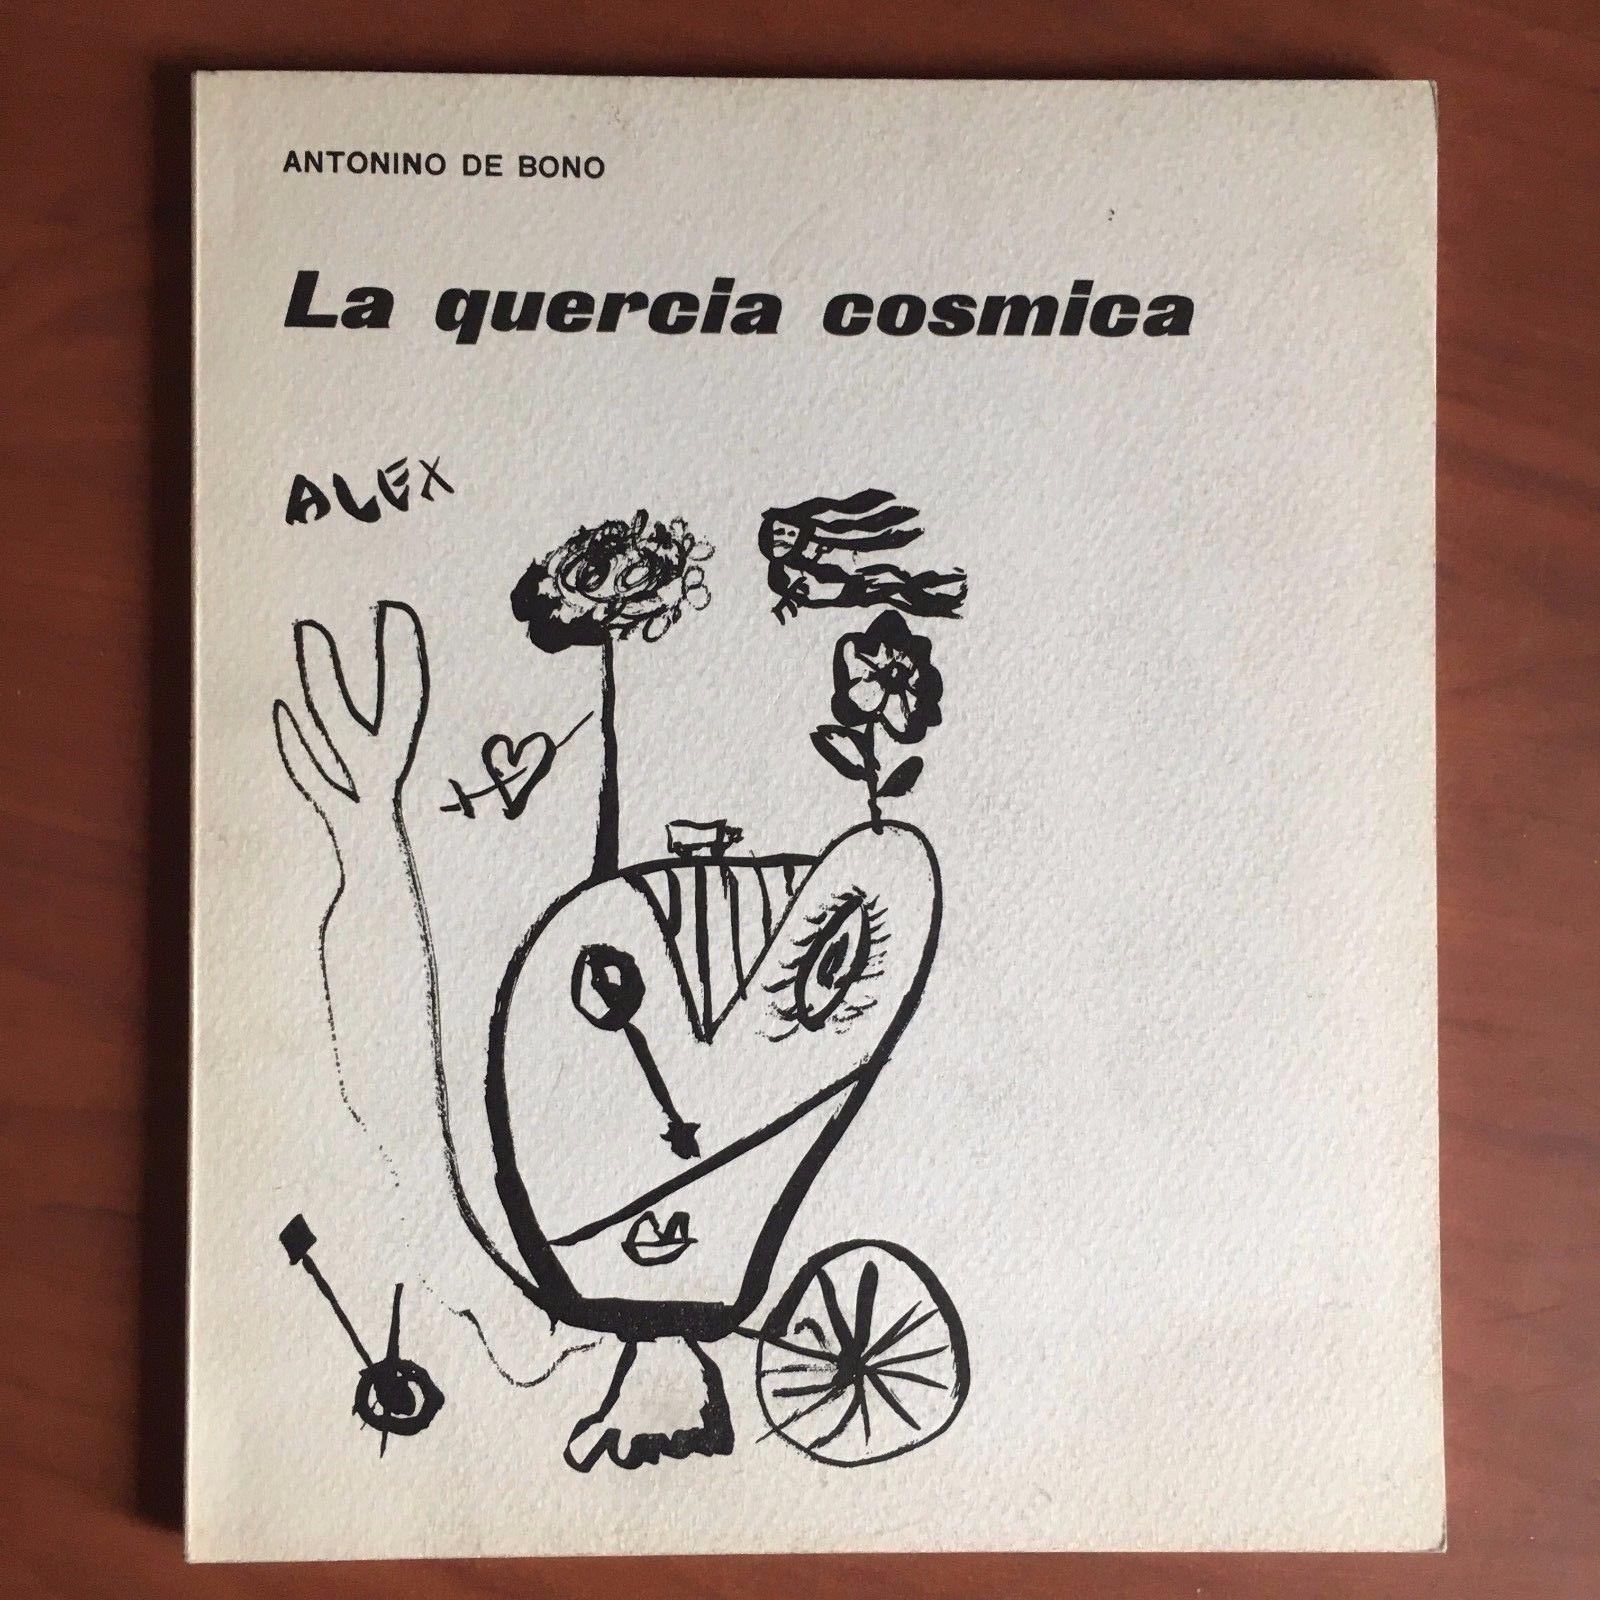 ANTONINO DE BONO
La quercia cosmica
ALEX